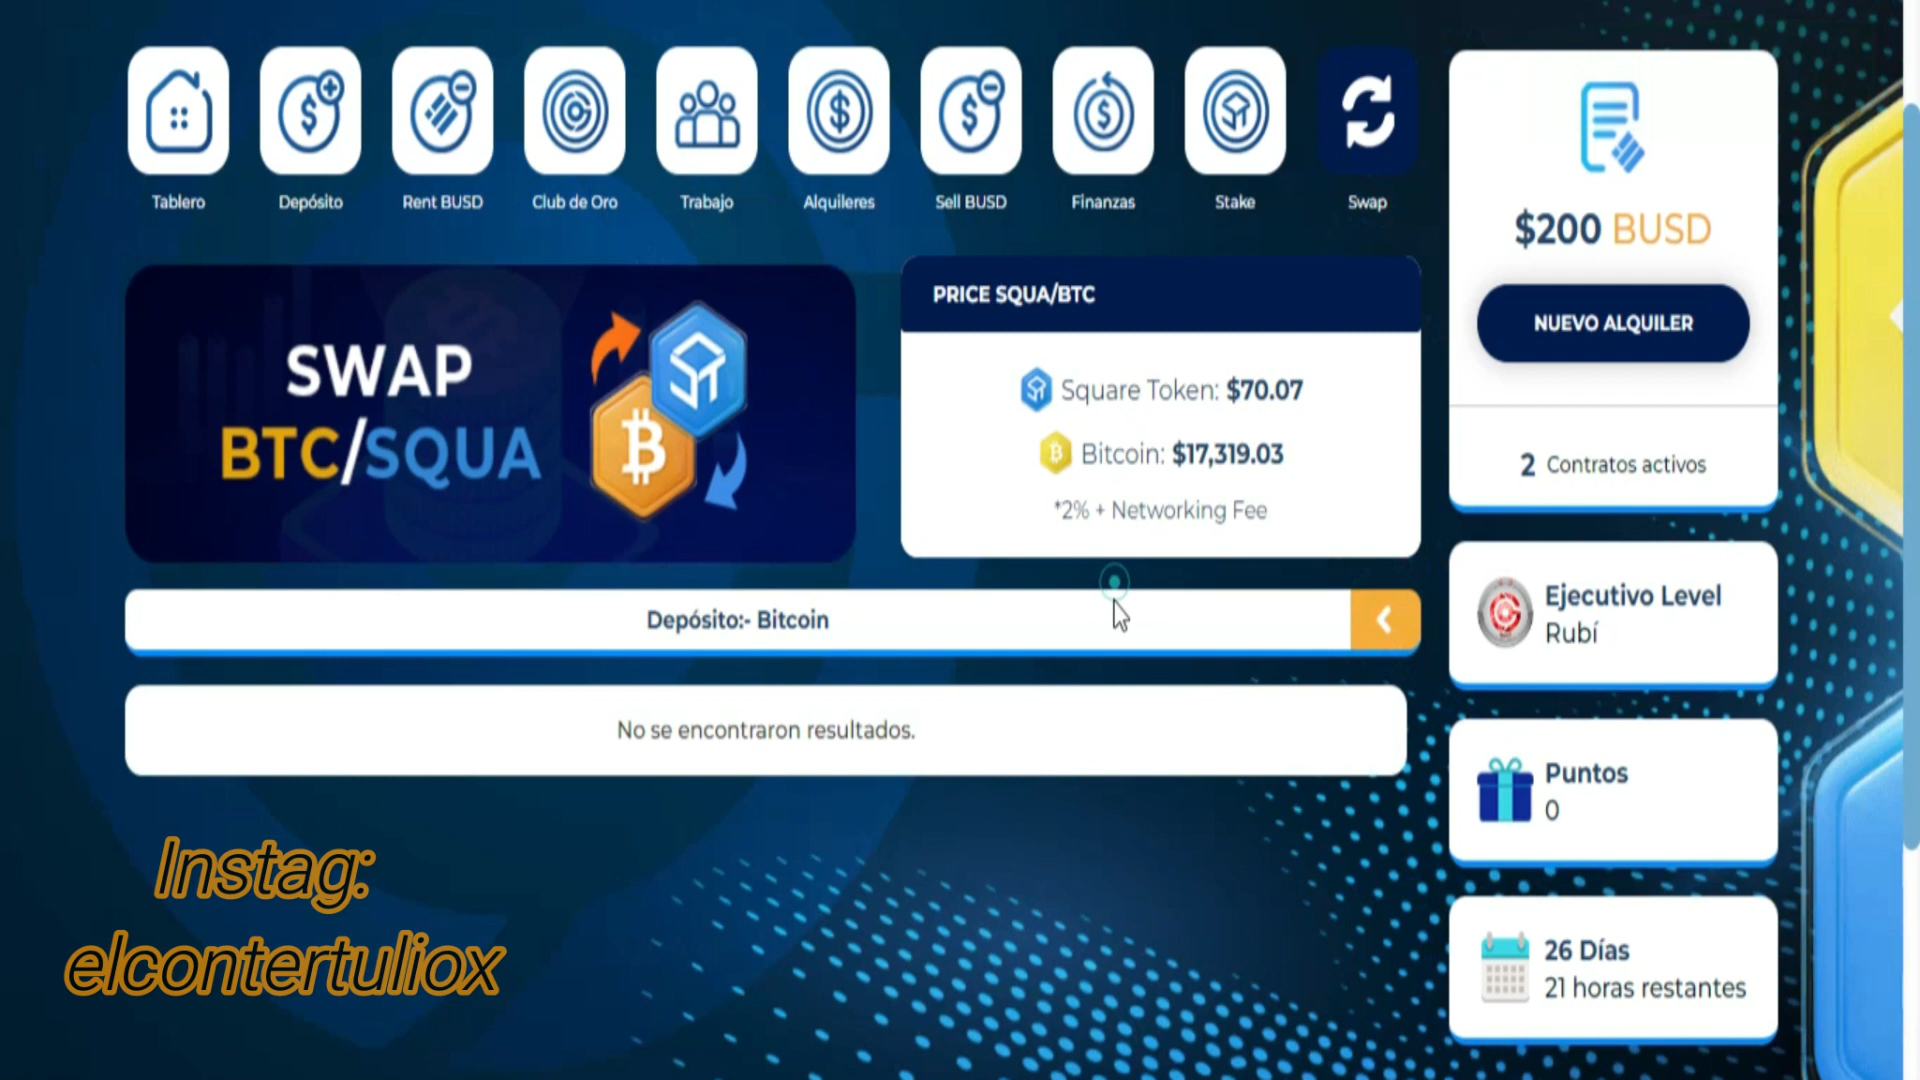 Tablero
Depósito
Rent BUSD
Club de Oro
Trabajo
Alquileres
Sell BUSD
Finanzas
Stake
Swap
SWAP
BTC/SQUA
PRICE SQUA/BTC
Square Token: $70.07
Bitcoin: $17,319.03
*2% + Networking Fee
Depósito:- Bitcoin
No se encontraron resultados.
$200 BUSD
NUEVO ALQUILER
2 Contratos activos
Ejecutivo Level
Rubí
Puntos
0
26 Días
21 horas restantes
Instag:
elcontertuliox